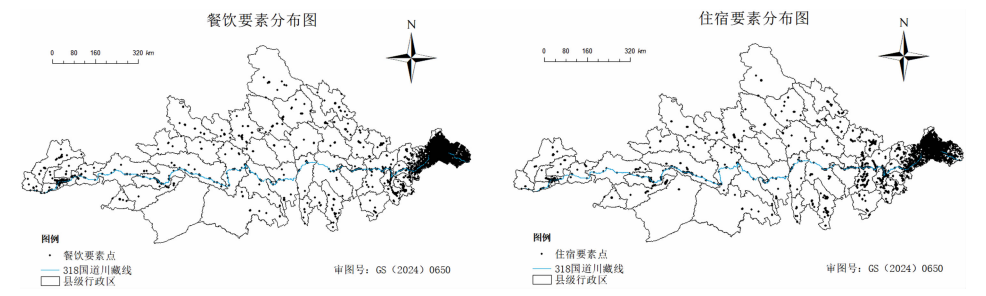 餐饮要素分布图
N
0 80 160 320 km
图例
餐饮要素点
318国道川藏线
县级行政区
审图号：GS（2024）0650
住宿要素分布图
N
0 80 160 320 km
图例
住宿要素点
318国道川藏线
县级行政区
审图号：GS（2024）0650